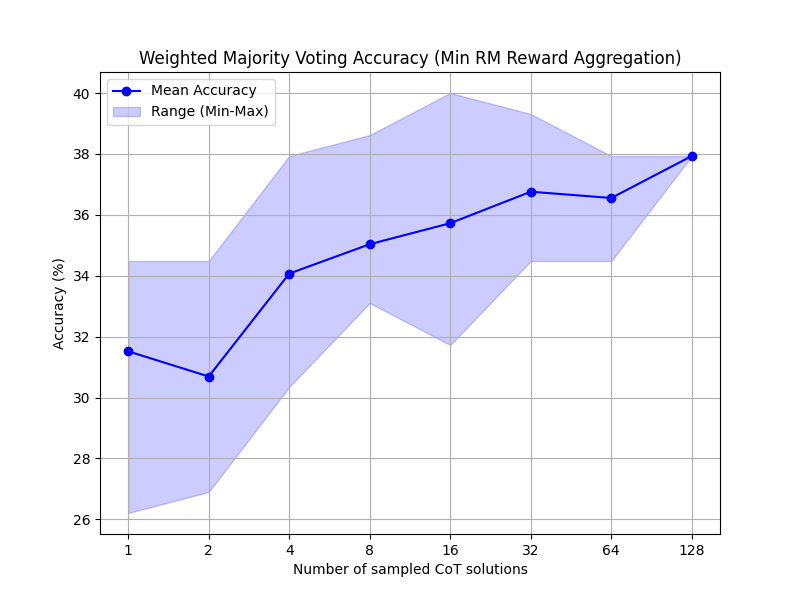 Weighted Majority Voting Accuracy (Min RM Reward Aggregation)
Mean Accuracy
Range (Min-Max)
Accuracy (%)
40
38
36
34
32
30
28
26
1 2 4 8 16 32 64 128
Number of sampled CoT solutions